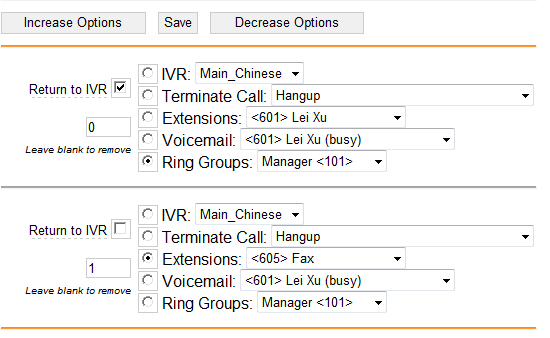 Increase Options Save Decrease Options
IVR: Main_Chinese
Return to IVR
Terminate Call: Hangup
Extensions: <601> Lei Xu
0
Voicemail: <601> Lei Xu (busy)
Leave blank to remove
Ring Groups: Manager <101>
IVR: Main_Chinese
Return to IVR
Terminate Call: Hangup
Extensions: <605> Fax
1
Voicemail: <601> Lei Xu (busy)
Leave blank to remove
Ring Groups: Manager <101>